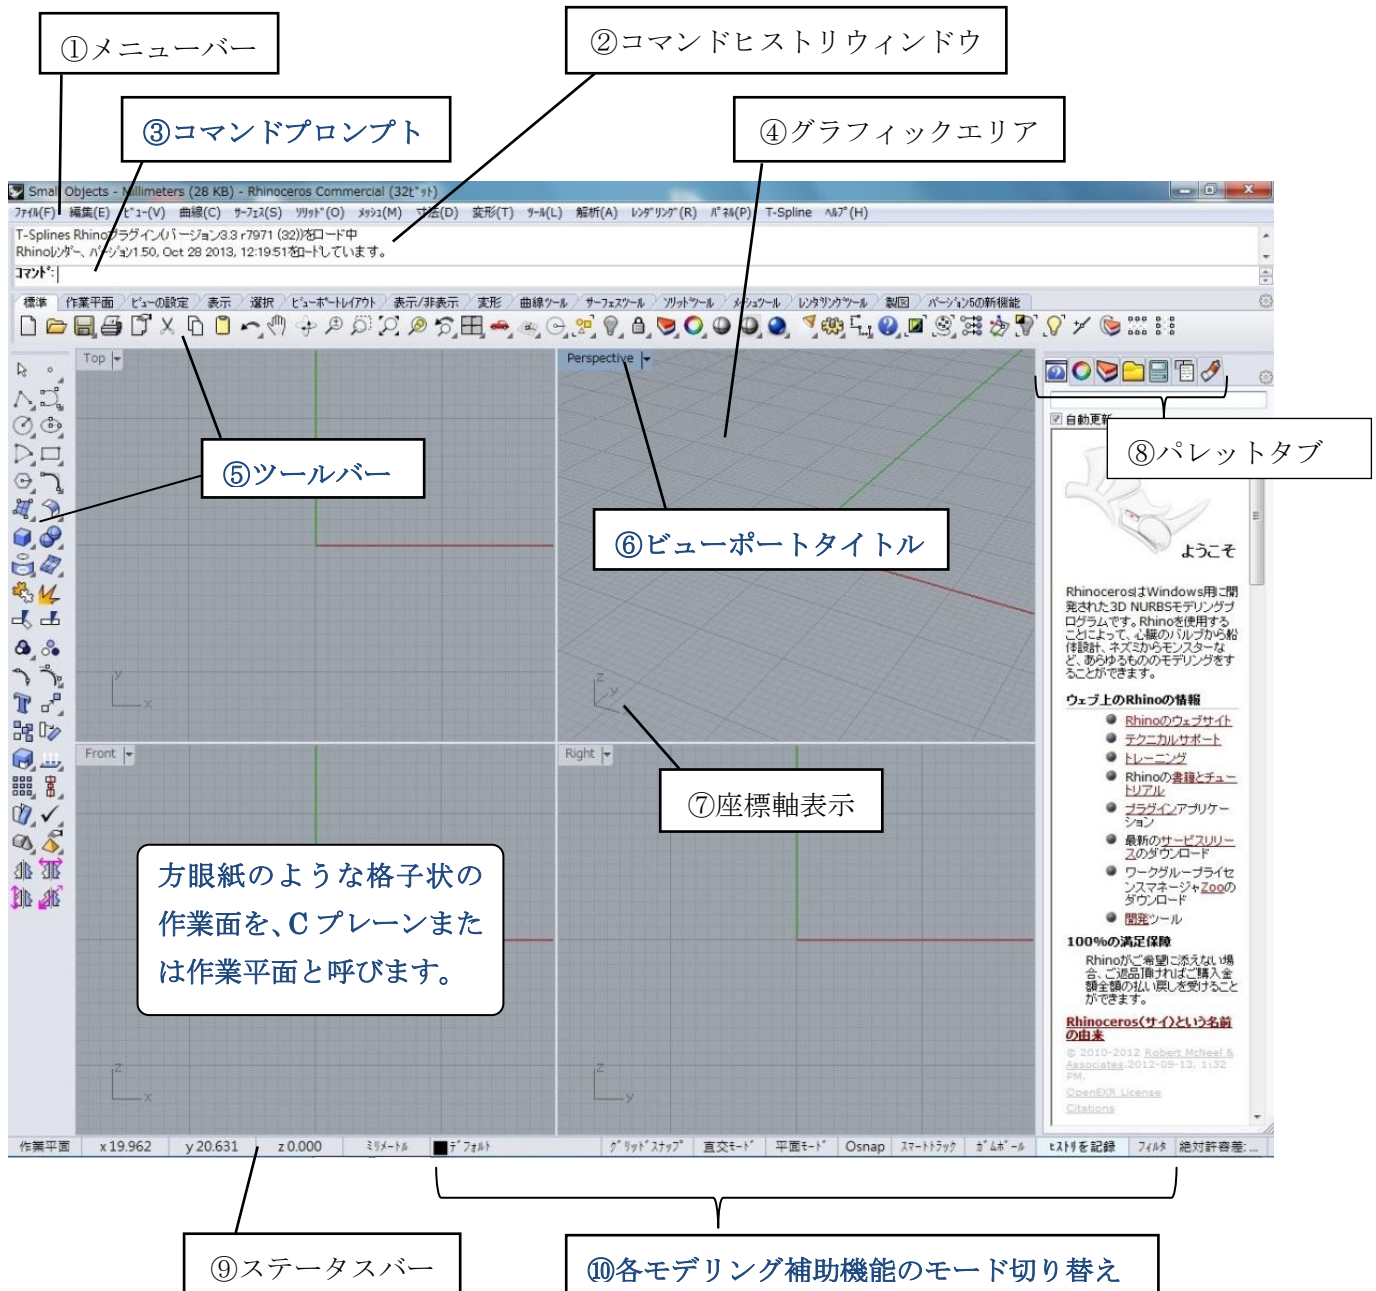 ①メニューバー
②コマンドヒストリウィンドウ
③コマンドプロンプト
④グラフィックエリア
Small Objects - Millimeters (28 KB) - Rhinoceros Commercial (32ﾋﾞｯﾄ)
ﾌｧｲﾙ(F) 編集(E) ﾋﾞｭｰ(V) 曲線(C) ｻｰﾌｪｽ(S) ｿﾘｯﾄﾞ(O) ﾒｯｼｭ(M) 寸法(D) 変形(T) ﾂｰﾙ(L) 解析(A) ﾚﾝﾀﾞﾘﾝｸﾞ(R) ﾊﾟﾈﾙ(P) T-Spline ﾍﾙﾌﾟ(H)
T-Splines Rhinoプラグイン(バージョン3.3 r7971 (32))をロード中
Rhinoレンダー、バージョン1.50, Oct 28 2013, 12:19:51をロードしています。
ｺﾏﾝﾄﾞ:
標準 作業平面 ビューの設定 表示 選択 ビューポートレイアウト 表示/非表示 変形 曲線ツール サーフェスツール ソリッドツール メッシュツール レンダリングツール 製図 バージョン5の新機能
Top
Perspective
自動更新
⑧パレットタブ
⑤ツールバー
⑥ビューポートタイトル
ようこそ
RhinocerosはWindows用に開
発された3D NURBSモデリングプ
ログラムです。Rhinoを使用する
ことによって、心臓のバルブから船
体設計、ネズミからモンスターな
ど、あらゆるもののモデリングをす
ることができます。
y
x
z
y
ウェブ上のRhinoの情報
Rhinoのウェブサイト
テクニカルサポート
トレーニング
Rhinoの書籍とチュー
トリアル
プラグインアプリケー
ション
最新のサービスリリー
スのダウンロード
ワークグループライセ
ンスマネージャZooの
ダウンロード
開発ツール
Front
Right
⑦座標軸表示
方眼紙のような格子状の
作業面を、C プレーンまた
は作業平面と呼びます。
100%の満足保障
Rhinoがご希望に添えない場
合、ご返品頂ければご購入金
額全額の払い戻しを受けること
ができます。
Rhinoceros(サイ)という名前
の由来
© 2010-2012 Robert McNeel &
Associates.2012-09-13, 1:32
PM.
OpenEXR License
Citations
z
x
z
y
作業平面 x 19.962 y 20.631 z 0.000 ﾐﾘﾒｰﾄﾙ ﾃﾞﾌｫﾙﾄ ｸﾞﾘｯﾄﾞｽﾅｯﾌﾟ 直交ﾓｰﾄﾞ 平面ﾓｰﾄﾞ Osnap ｽﾏｰﾄﾄﾗｯｸ ｶﾞﾑﾎﾞｰﾙ ﾋｽﾄﾘを記録 ﾌｨﾙﾀ 絶対許容差: ...
⑨ステータスバー
⑩各モデリング補助機能のモード切り替え